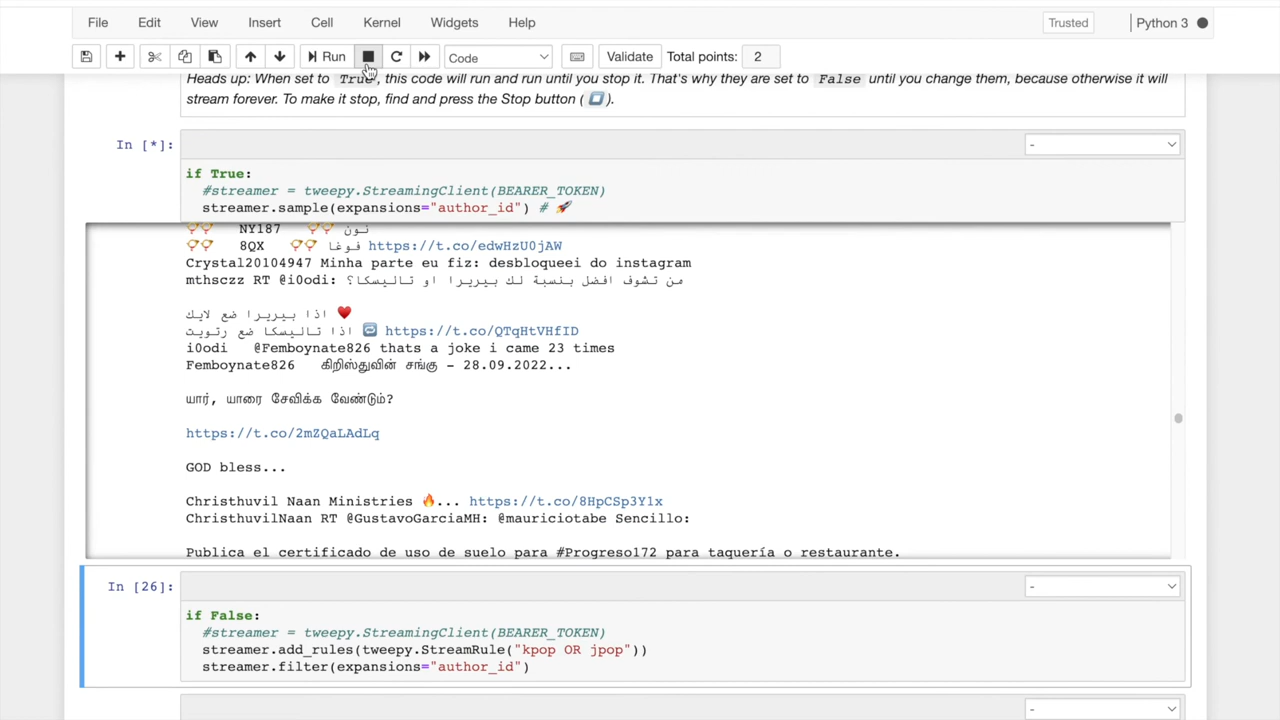 File Edit View Insert Cell Kernel Widgets Help Trusted Python 3
Run Code Validate Total points: 2
Heads up: When set to True, this code will run and run until you stop it. That's why they are set to False until you change them, because otherwise it will
stream forever. To make it stop, find and press the Stop button ( ).
In [*]: -
if True:
#streamer = tweepy.StreamingClient(BEARER_TOKEN)
streamer.sample(expansions="author_id") # 🚀
NY187 نون
8QX فوغا https://t.co/edwHzU0jAW
Crystal20104947 Minha parte eu fiz: desbloqueei do instagram
mthsczz RT @i0odi: من تشوف افضل بنسبة لك بيريرا او تاليسكا؟
اذا بيريرا ضع لايك ♥️
اذا تاليسكا ضع رتويت 🔁 https://t.co/QTqHtVHfID
i0odi @Femboynate826 thats a joke i came 23 times
Femboynate826 கிறிஸ்துவின் சங்கு - 28.09.2022...
யார், யாரை சேவிக்க வேண்டும்?
https://t.co/2mZQaLAdLq
GOD bless...
Christhuvil Naan Ministries 🔥... https://t.co/8HpCSp3Y1x
ChristhuvilNaan RT @GustavoGarciaMH: @mauriciotabe Sencillo:
Publica el certificado de uso de suelo para #Progreso172 para taquería o restaurante.
In [26]: -
if False:
#streamer = tweepy.StreamingClient(BEARER_TOKEN)
streamer.add_rules(tweepy.StreamRule("kpop OR jpop"))
streamer.filter(expansions="author_id")
-